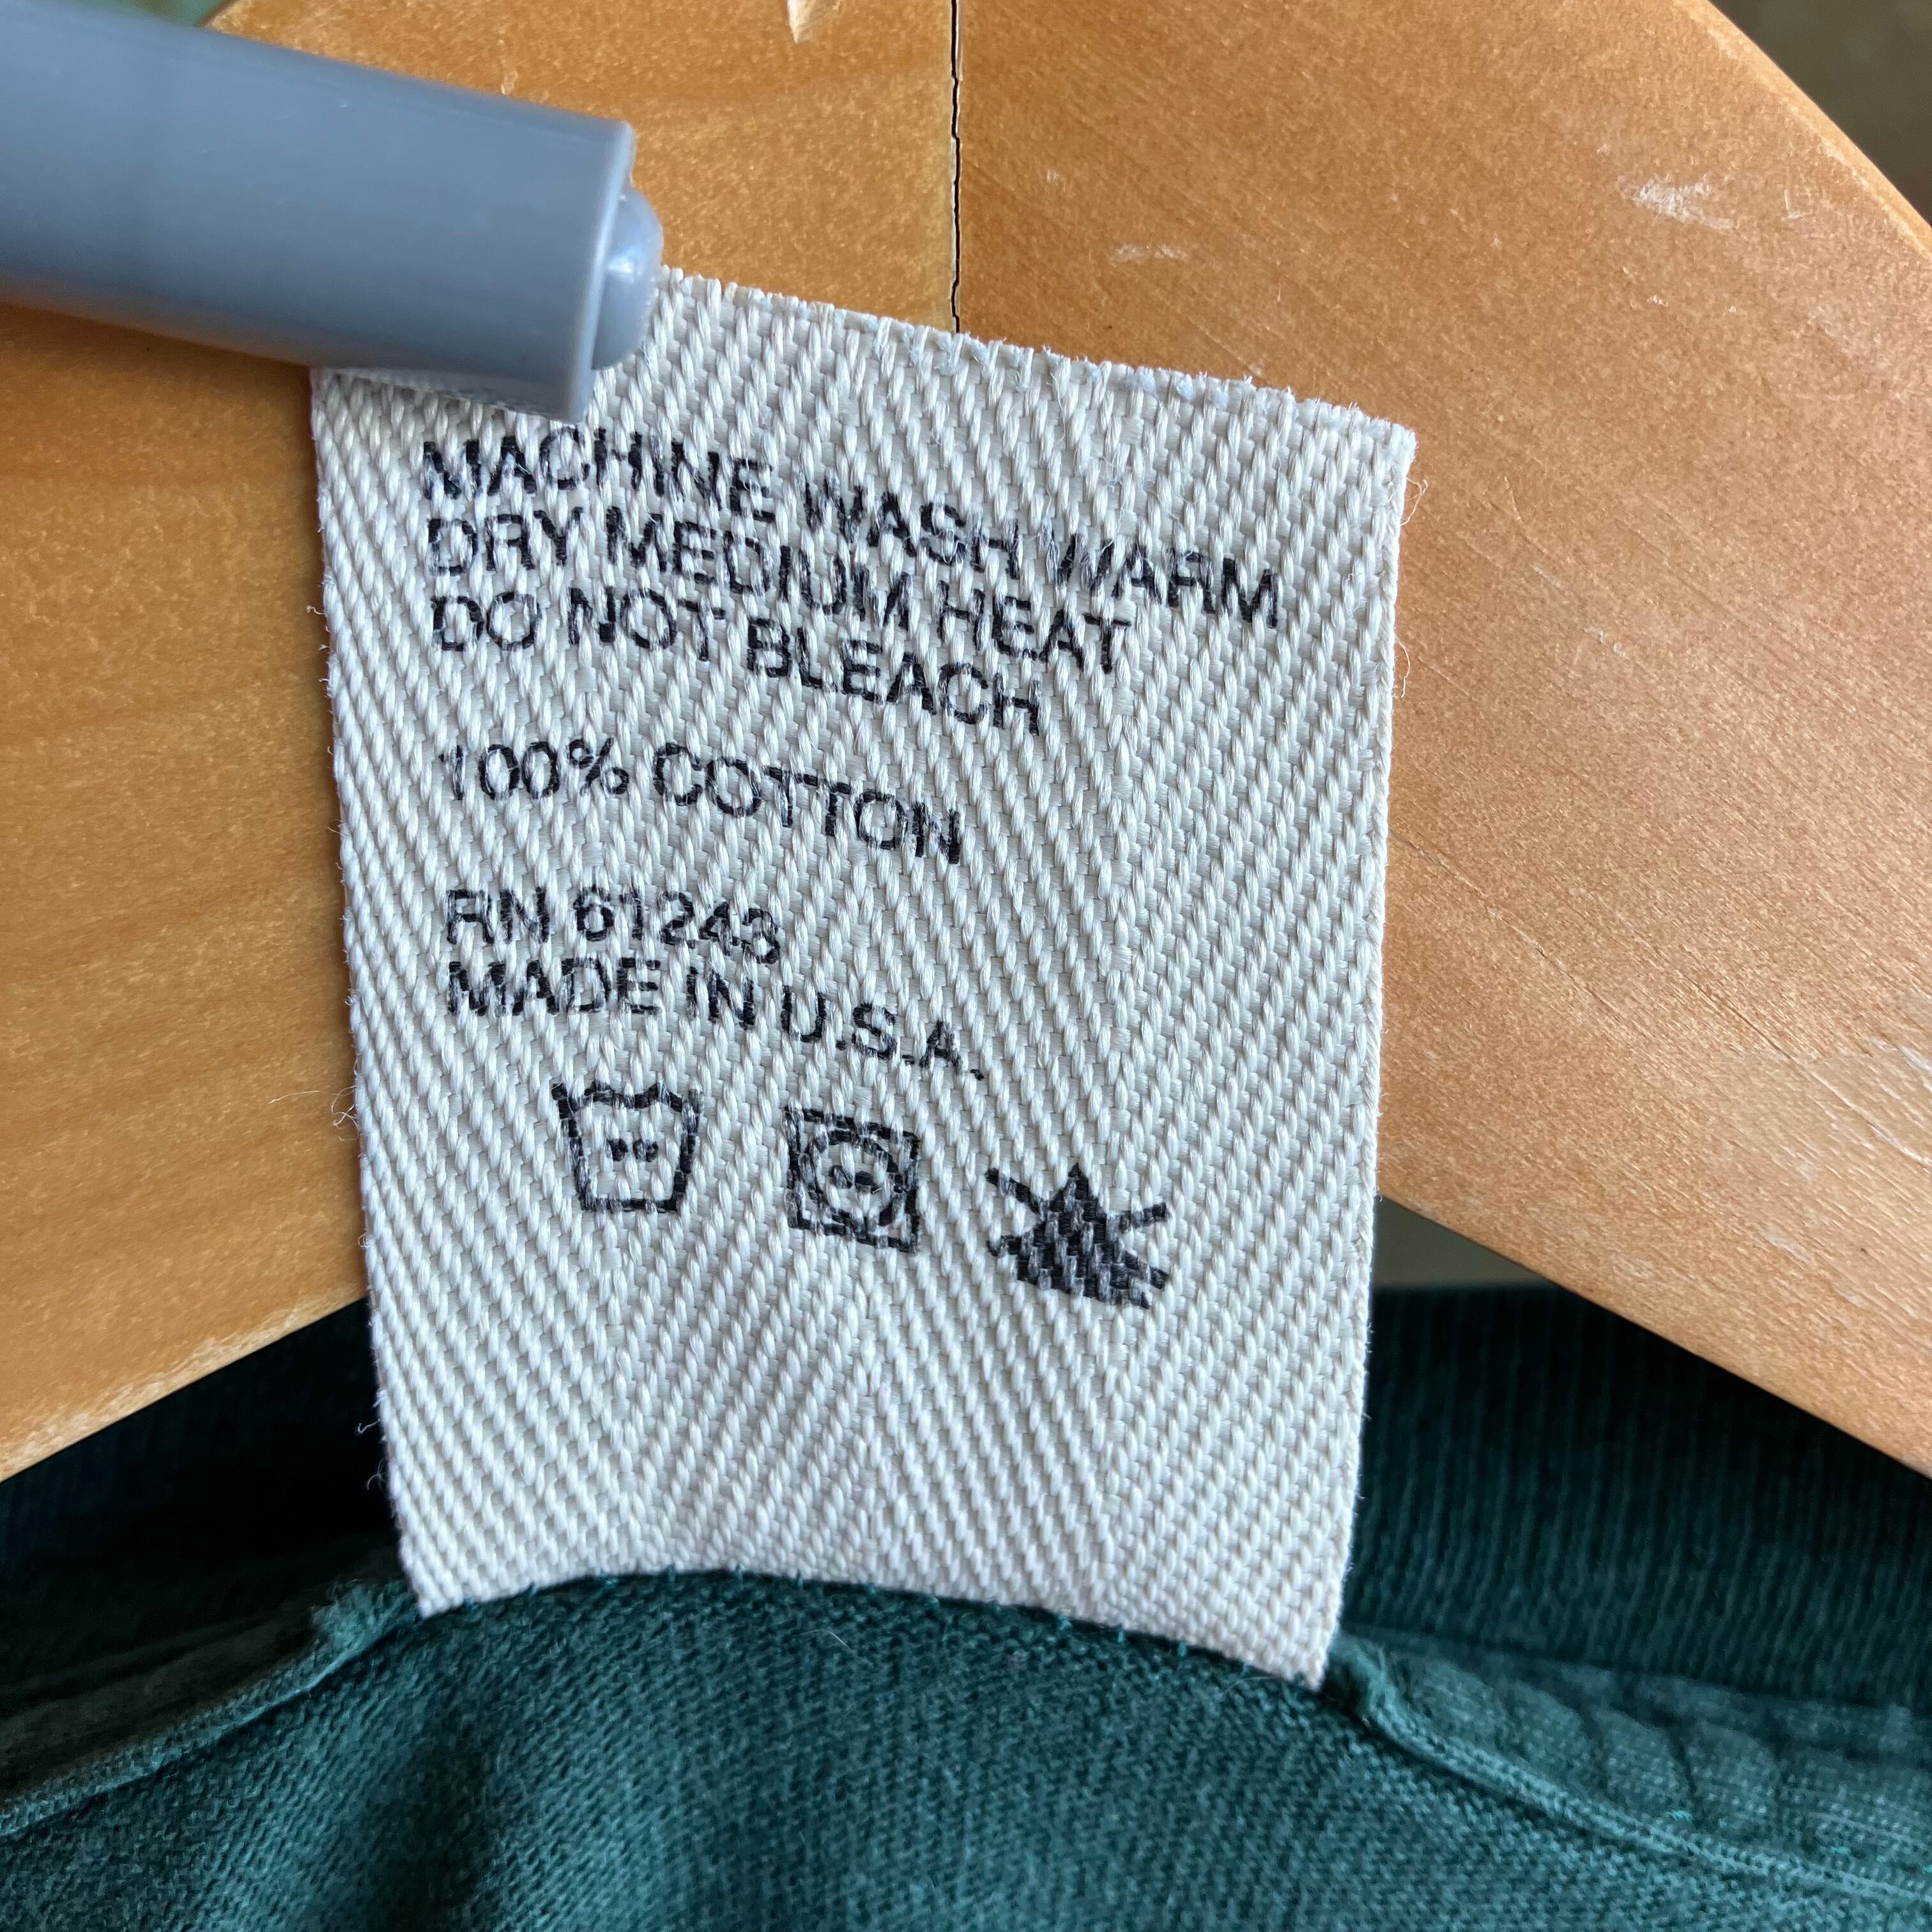 MACHINE WASH WARM
DRY MEDIUM HEAT
DO NOT BLEACH
100% COTTON
RN 61243
MADE IN U.S.A.